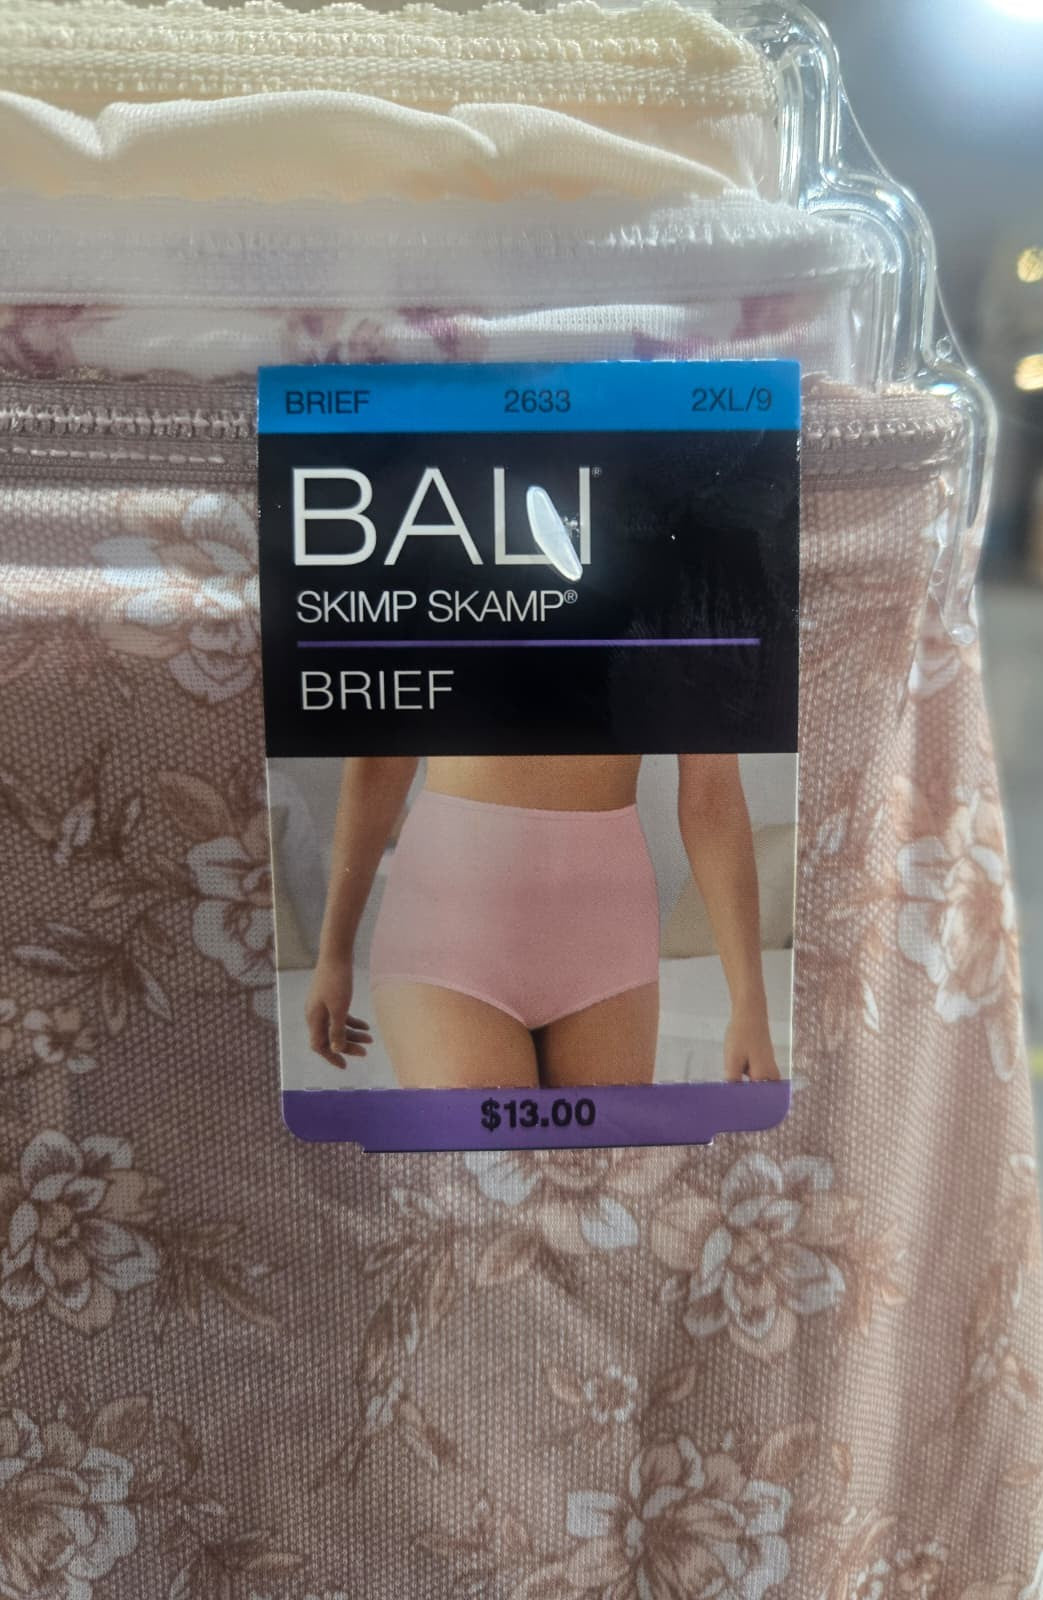 BRIEF 2633 2XL/9
BALI®
SKIMP SKAMP®
BRIEF
$13.00